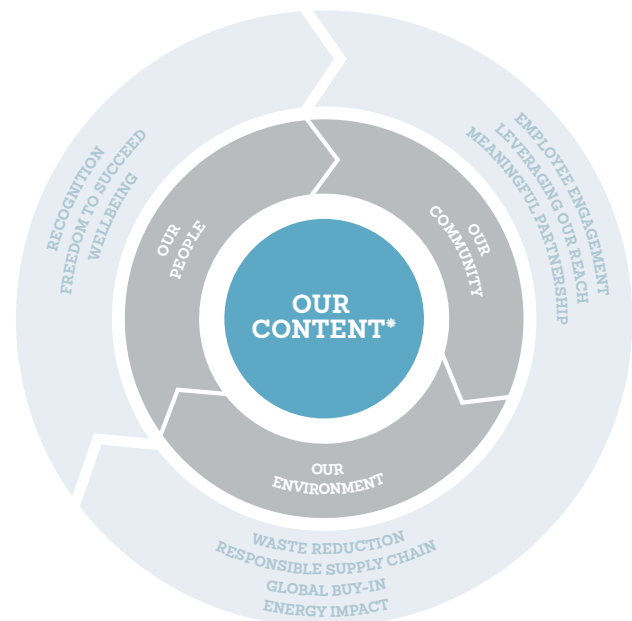 OUR
CONTENT*
OUR
PEOPLE
OUR
COMMUNITY
OUR
ENVIRONMENT
RECOGNITION
FREEDOM TO SUCCEED
WELLBEING
EMPLOYEE ENGAGEMENT
LEVERAGING OUR REACH
MEANINGFUL PARTNERSHIP
WASTE REDUCTION
RESPONSIBLE SUPPLY CHAIN
GLOBAL BUY-IN
ENERGY IMPACT